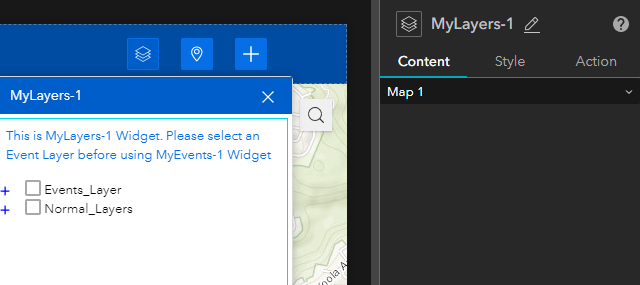 MyLayers-1
Content Style Action
Map 1
MyLayers-1
This is MyLayers-1 Widget. Please select an
Event Layer before using MyEvents-1 Widget
Events_Layer
Normal_Layers